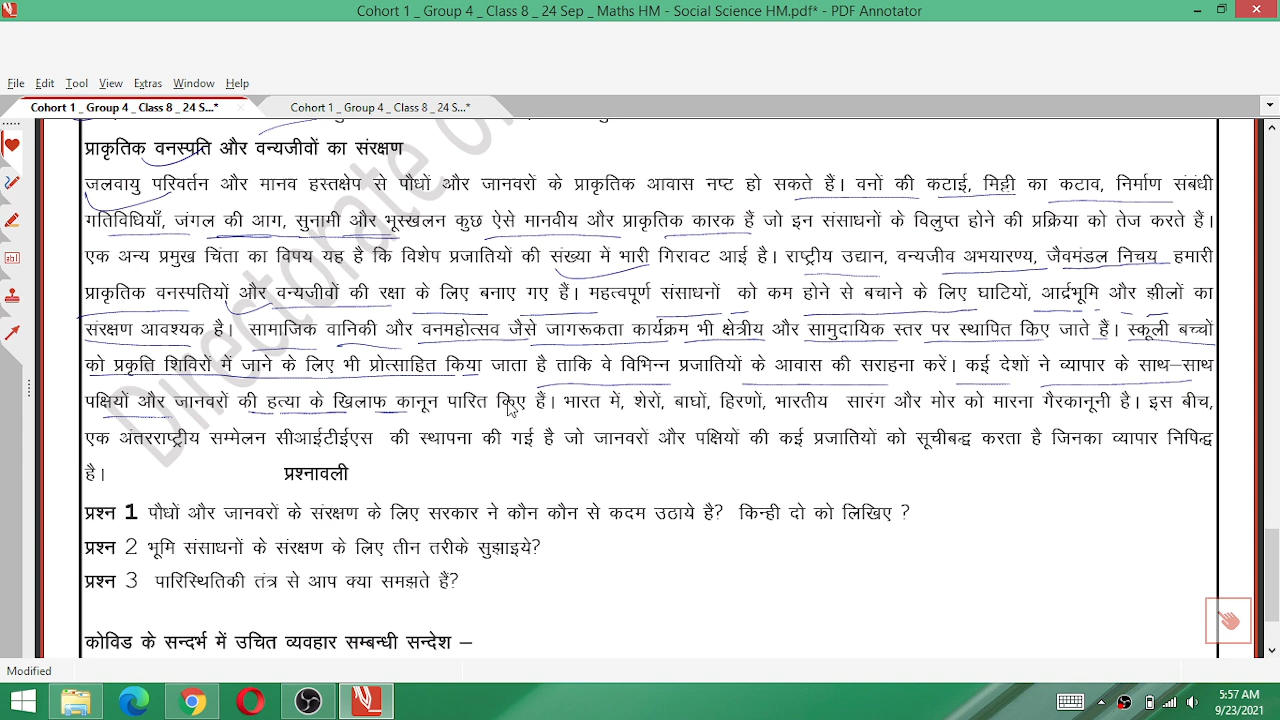 Cohort 1 _ Group 4 _ Class 8 _ 24 Sep _ Maths HM - Social Science HM.pdf* - PDF Annotator
File Edit Tool View Extras Window Help
Cohort 1 _ Group 4 _ Class 8 _ 24 S...* Cohort 1 _ Group 4 _ Class 8 _ 24 S...*
प्राकृतिक वनस्पति और वन्यजीवों का संरक्षण
जलवायु परिवर्तन और मानव हस्तक्षेप से पौधों और जानवरों के प्राकृतिक आवास नष्ट हो सकते हैं। वनों की कटाई, मिट्टी का कटाव, निर्माण संबंधी
गतिविधियाँ, जंगल की आग, सुनामी और भूस्खलन कुछ ऐसे मानवीय और प्राकृतिक कारक हैं जो इन संसाधनों के विलुप्त होने की प्रक्रिया को तेज करते हैं।
एक अन्य प्रमुख चिंता का विषय यह है कि विशेष प्रजातियों की संख्या में भारी गिरावट आई है। राष्ट्रीय उद्यान, वन्यजीव अभयारण्य, जैवमंडल निचय हमारी
प्राकृतिक वनस्पतियों और वन्यजीवों की रक्षा के लिए बनाए गए हैं। महत्वपूर्ण संसाधनों को कम होने से बचाने के लिए घाटियों, आर्द्रभूमि और झीलों का
संरक्षण आवश्यक है। सामाजिक वानिकी और वनमहोत्सव जैसे जागरूकता कार्यक्रम भी क्षेत्रीय और सामुदायिक स्तर पर स्थापित किए जाते हैं। स्कूली बच्चों
को प्रकृति शिविरों में जाने के लिए भी प्रोत्साहित किया जाता है ताकि वे विभिन्न प्रजातियों के आवास की सराहना करें। कई देशों ने व्यापार के साथ–साथ
पक्षियों और जानवरों की हत्या के खिलाफ कानून पारित किए हैं। भारत में, शेरों, बाघों, हिरणों, भारतीय सारंग और मोर को मारना गैरकानूनी है। इस बीच,
एक अंतरराष्ट्रीय सम्मेलन सीआईटीईएस की स्थापना की गई है जो जानवरों और पक्षियों की कई प्रजातियों को सूचीबद्ध करता है जिनका व्यापार निषिद्ध
है। प्रश्नावली
प्रश्न 1 पौधों और जानवरों के संरक्षण के लिए सरकार ने कौन कौन से कदम उठाये है? किन्ही दो को लिखिए ?
प्रश्न 2 भूमि संसाधनों के संरक्षण के लिए तीन तरीके सुझाइये?
प्रश्न 3 पारिस्थितिकी तंत्र से आप क्या समझते हैं?
कोविड के सन्दर्भ में उचित व्यवहार सम्बन्धी सन्देश –
Directorate of
Modified
5:57 AM
9/23/2021